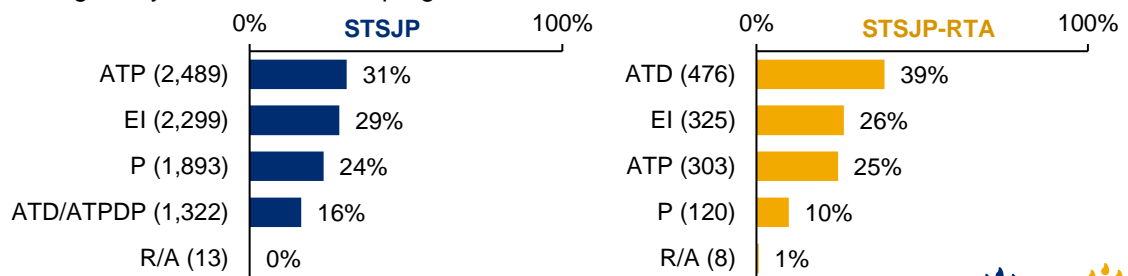 0% STSJP 100%
ATP (2,489) 31%
EI (2,299) 29%
P (1,893) 24%
ATD/ATPDP (1,322) 16%
R/A (13) 0%
0% STSJP-RTA 100%
ATD (476) 39%
EI (325) 26%
ATP (303) 25%
P (120) 10%
R/A (8) 1%